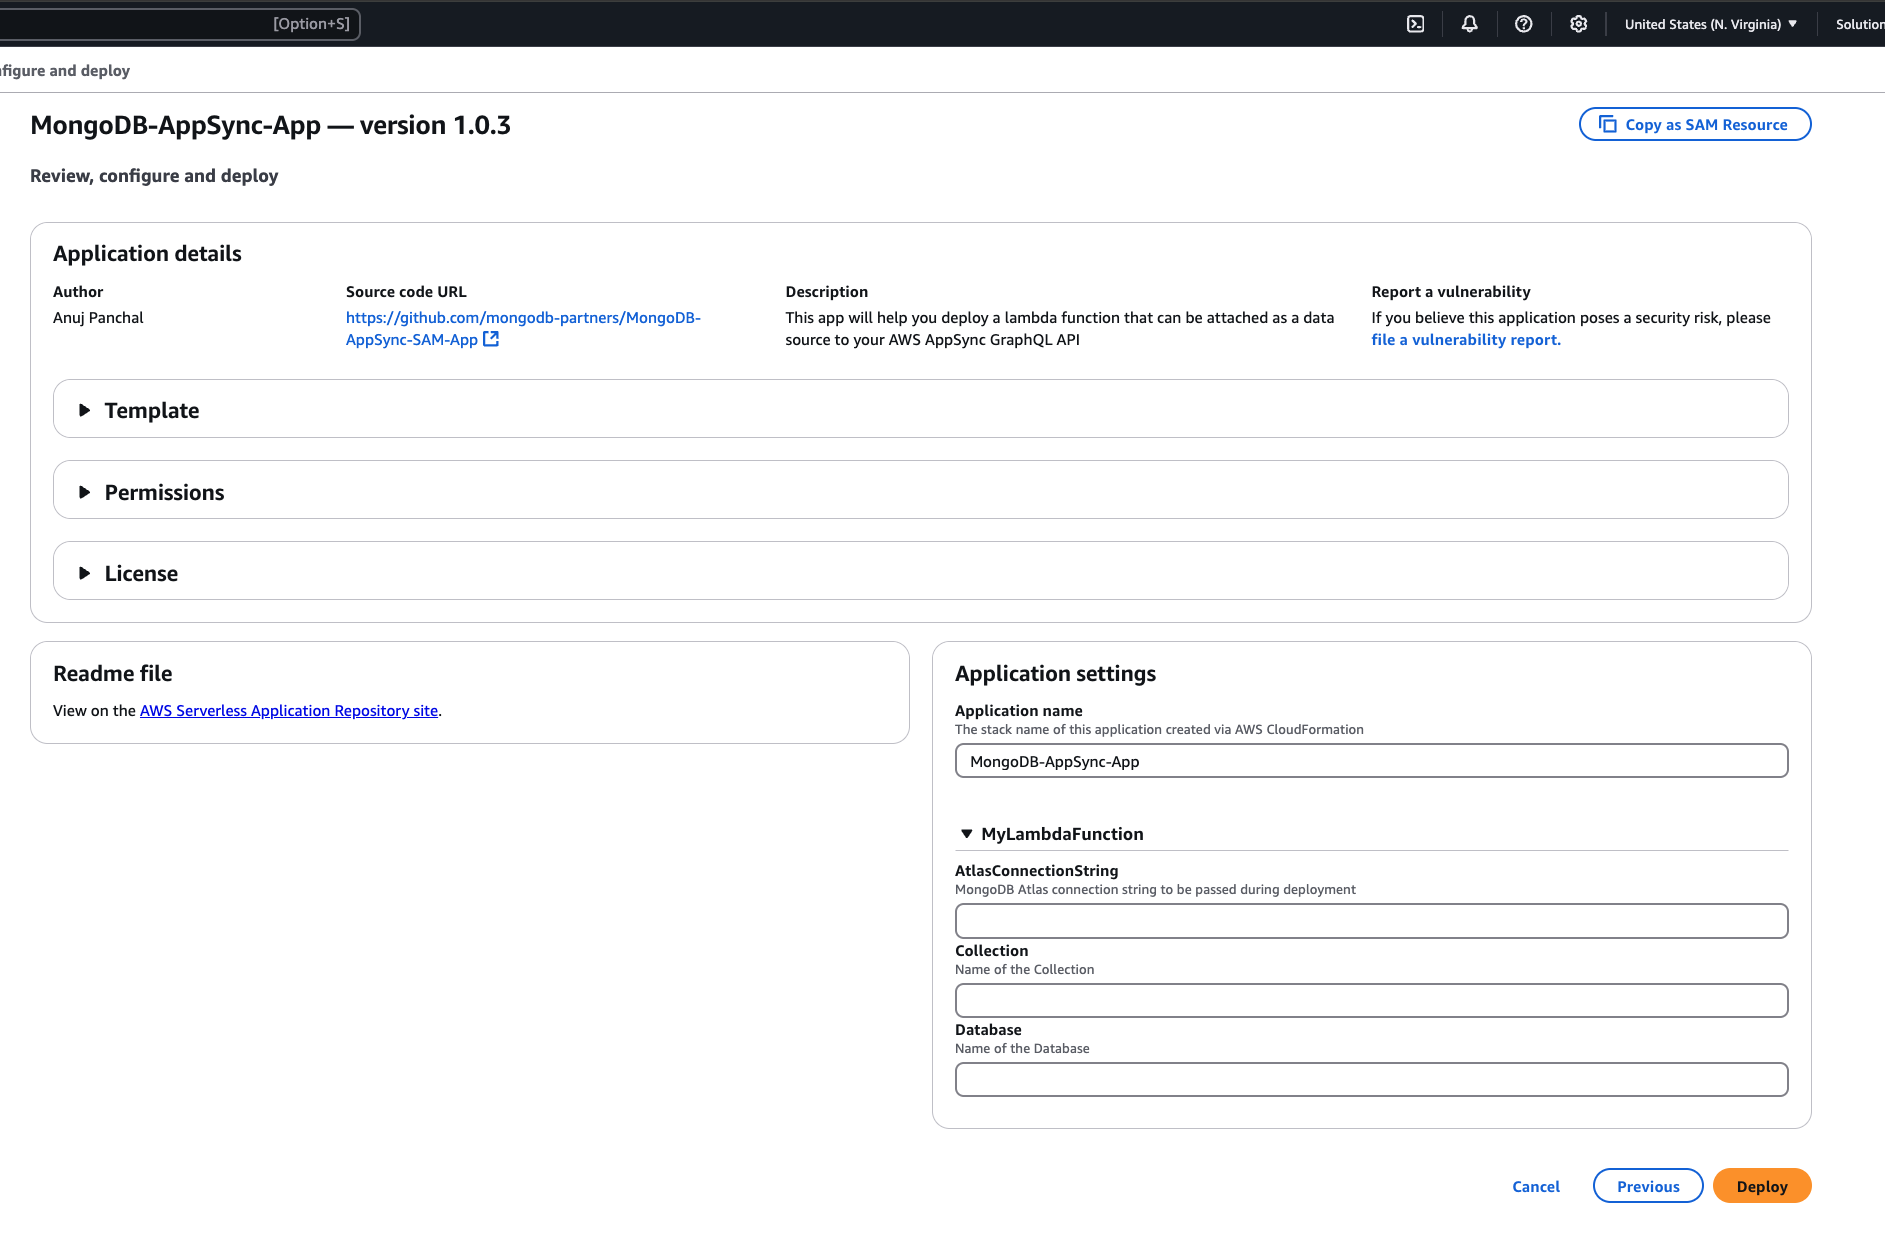 [Option+S]
United States (N. Virginia)
Solution
figure and deploy
MongoDB-AppSync-App — version 1.0.3
Copy as SAM Resource
Review, configure and deploy
Application details
Author
Anuj Panchal
Source code URL
https://github.com/mongodb-partners/MongoDB-
AppSync-SAM-App
Description
This app will help you deploy a lambda function that can be attached as a data
source to your AWS AppSync GraphQL API
Report a vulnerability
If you believe this application poses a security risk, please
file a vulnerability report.
Template
Permissions
License
Readme file
View on the AWS Serverless Application Repository site.
Application settings
Application name
The stack name of this application created via AWS CloudFormation
MongoDB-AppSync-App
MyLambdaFunction
AtlasConnectionString
MongoDB Atlas connection string to be passed during deployment
Collection
Name of the Collection
Database
Name of the Database
Cancel
Previous
Deploy